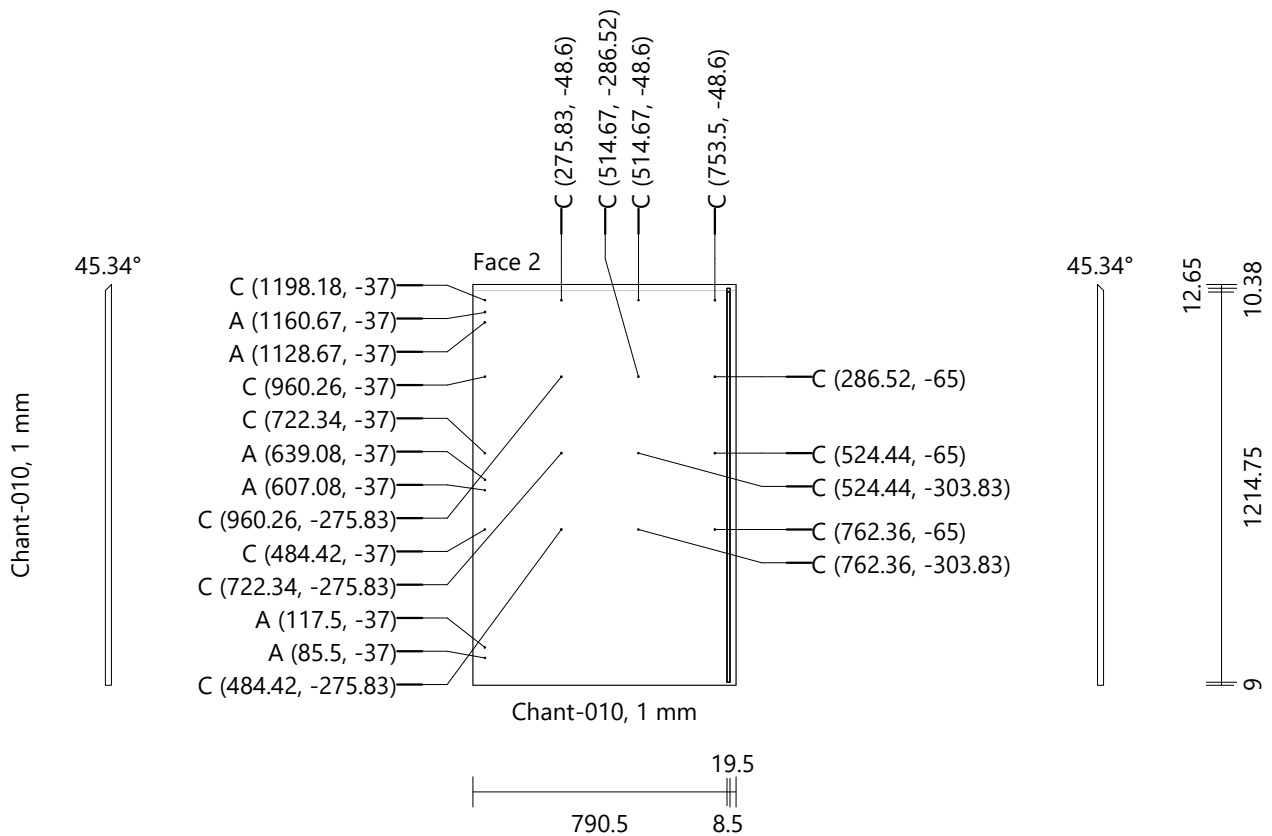 C (275.83, -48.6)
C (514.67, -286.52)
C (514.67, -48.6)
C (753.5, -48.6)
45.34°
Face 2
45.34°
12.65
10.38
C (1198.18, -37)
A (1160.67, -37)
A (1128.67, -37)
C (960.26, -37)
C (722.34, -37)
A (639.08, -37)
A (607.08, -37)
C (960.26, -275.83)
C (484.42, -37)
C (722.34, -275.83)
A (117.5, -37)
A (85.5, -37)
C (484.42, -275.83)
C (286.52, -65)
C (524.44, -65)
C (524.44, -303.83)
C (762.36, -65)
C (762.36, -303.83)
Chant-010, 1 mm
1214.75
9
Chant-010, 1 mm
19.5
790.5
8.5